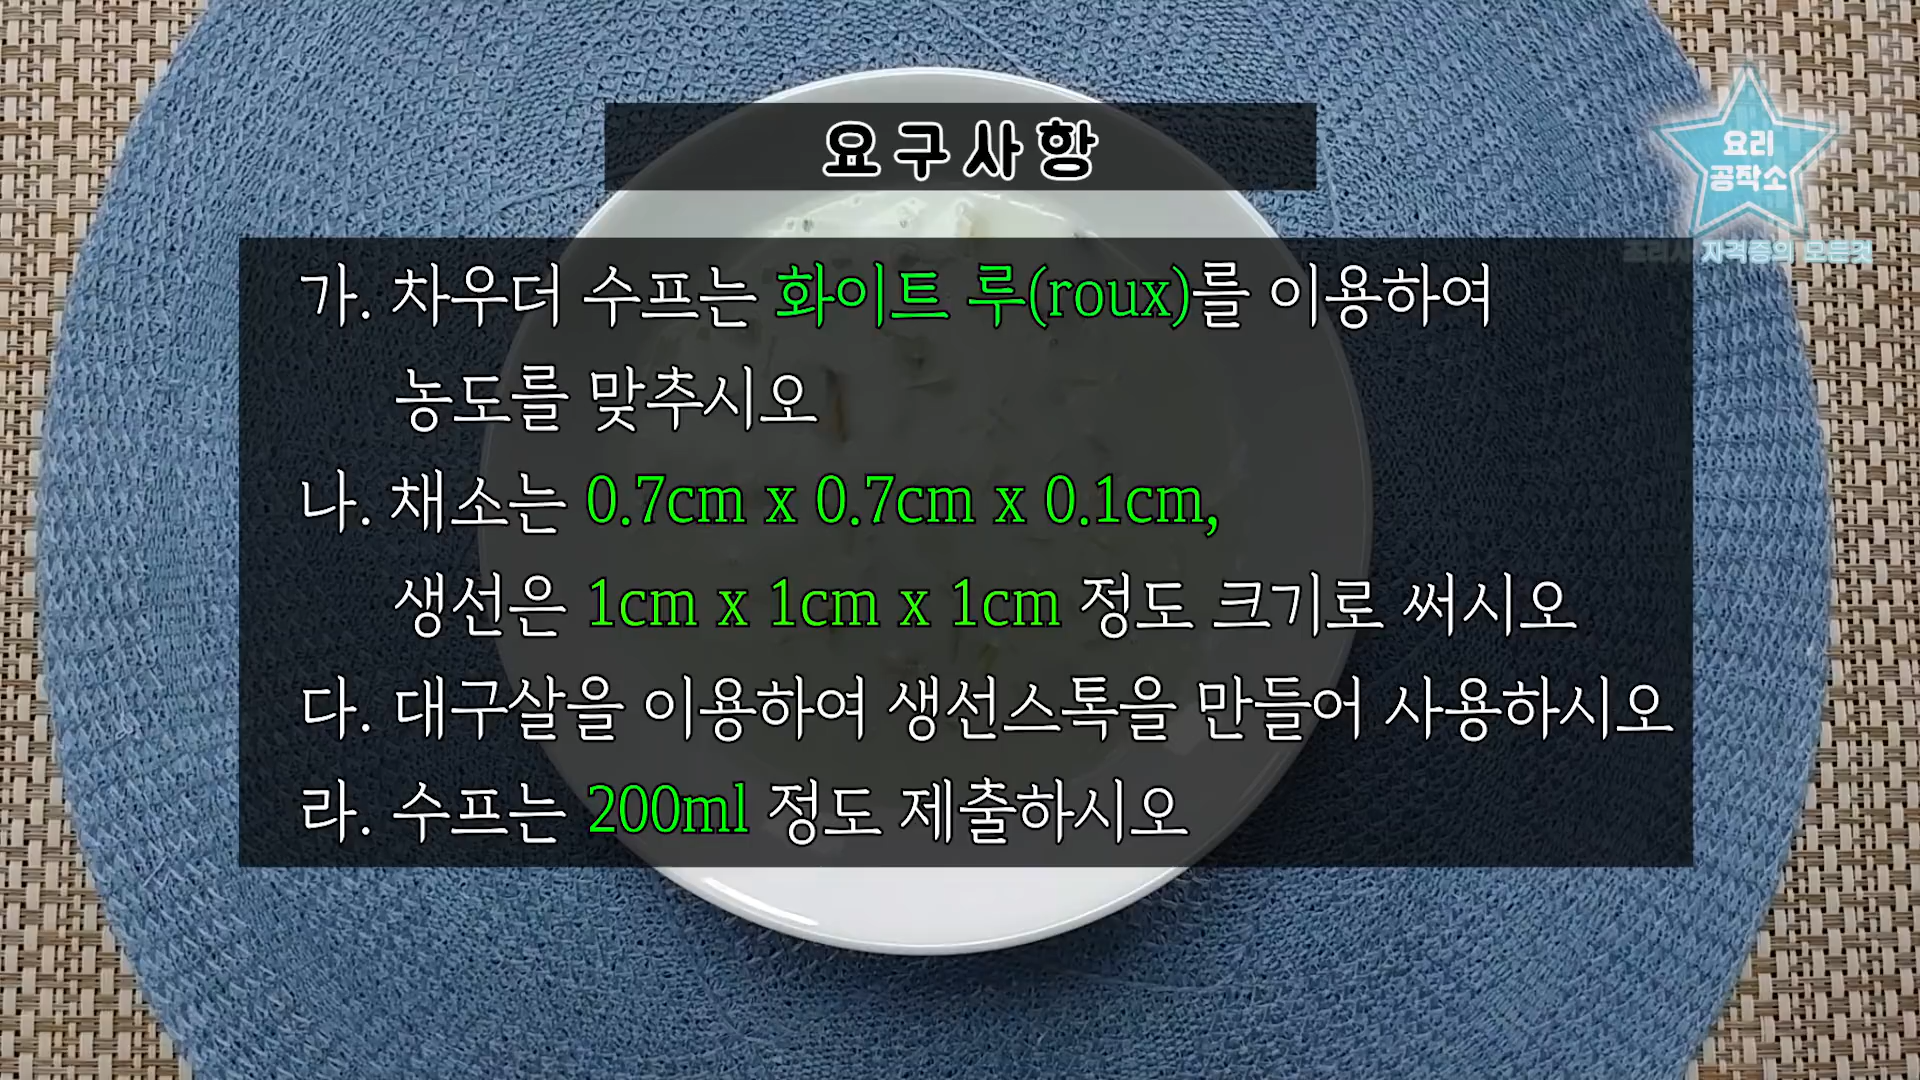 요구사항
요리
공작소
조리사 자격증의 모든것
가. 차우더 수프는 화이트 루(roux)를 이용하여
농도를 맞추시오
나. 채소는 0.7cm x 0.7cm x 0.1cm,
생선은 1cm x 1cm x 1cm 정도 크기로 써시오
다. 대구살을 이용하여 생선스톡을 만들어 사용하시오
라. 수프는 200ml 정도 제출하시오